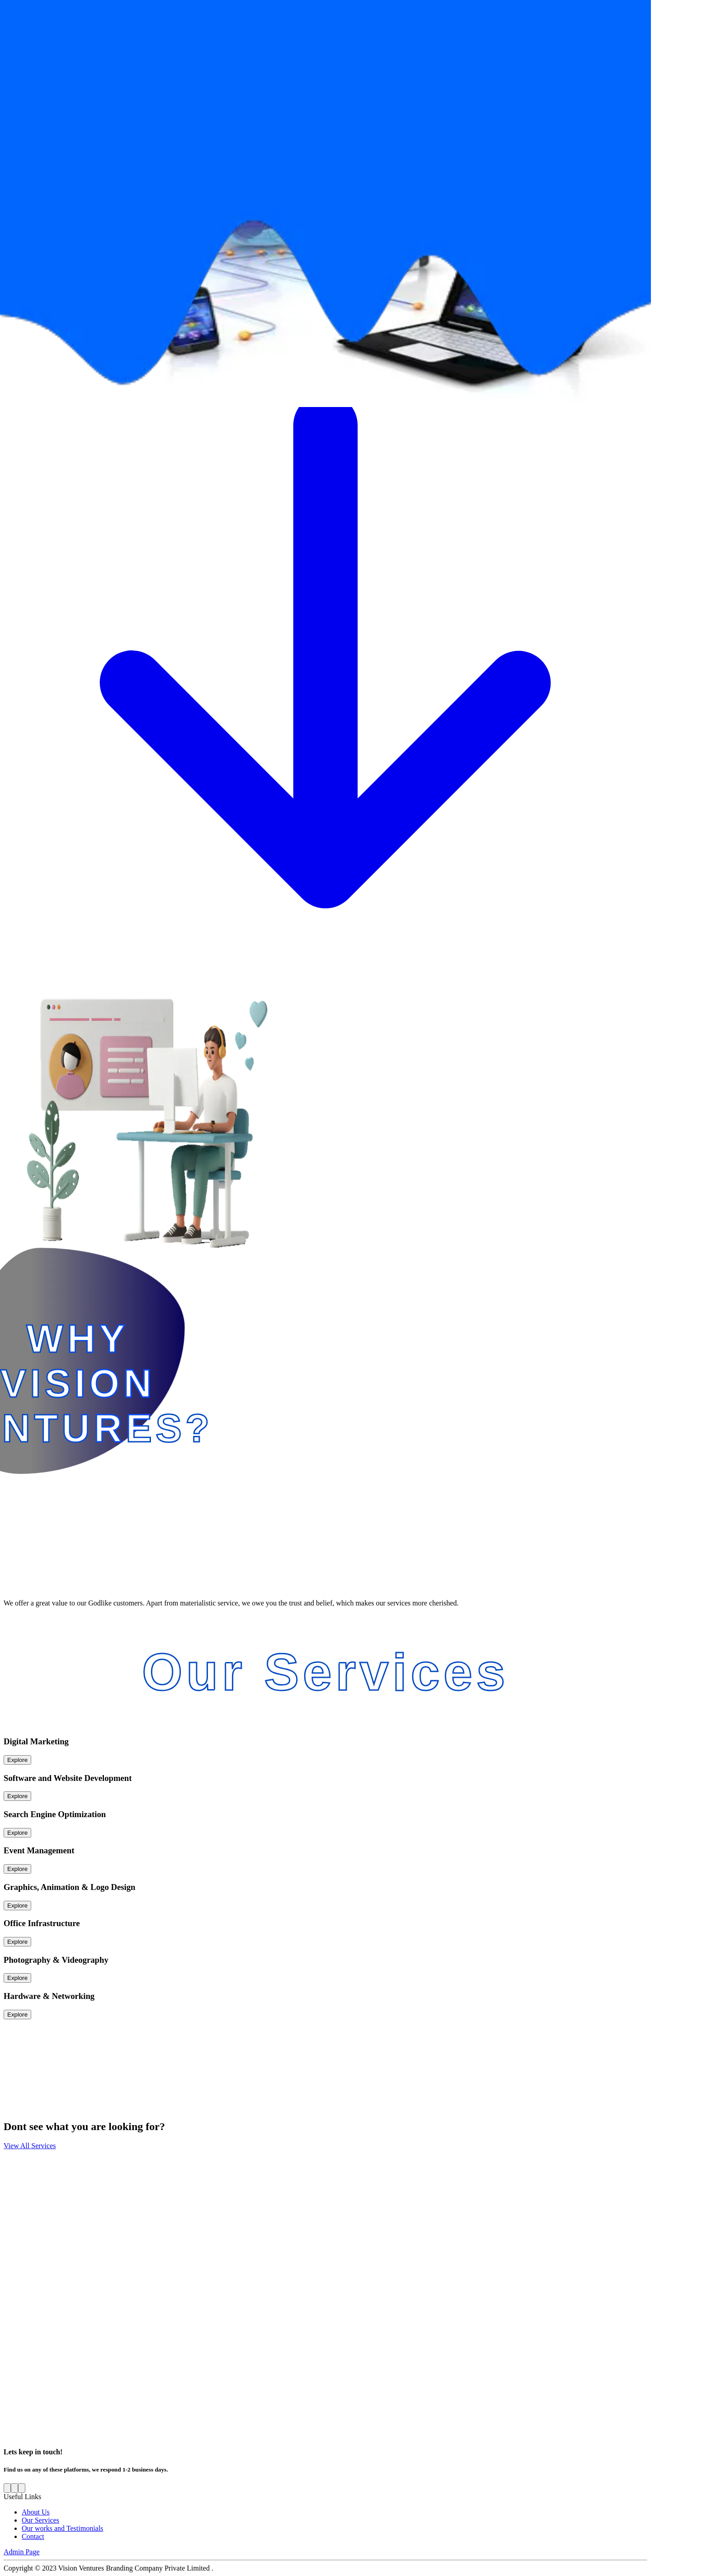 WHY
VISION
NTURES?
We offer a great value to our Godlike customers. Apart from materialistic service, we owe you the trust and belief, which makes our services more cherished.
Our Services
Digital Marketing
Explore
Software and Website Development
Explore
Search Engine Optimization
Explore
Event Management
Explore
Graphics, Animation & Logo Design
Explore
Office Infrastructure
Explore
Photography & Videography
Explore
Hardware & Networking
Explore
Dont see what you are looking for?
View All Services
Lets keep in touch!
Find us on any of these platforms, we respond 1-2 business days.
Useful Links
About Us
Our Services
Our works and Testimonials
Contact
Admin Page
Copyright © 2023 Vision Ventures Branding Company Private Limited .